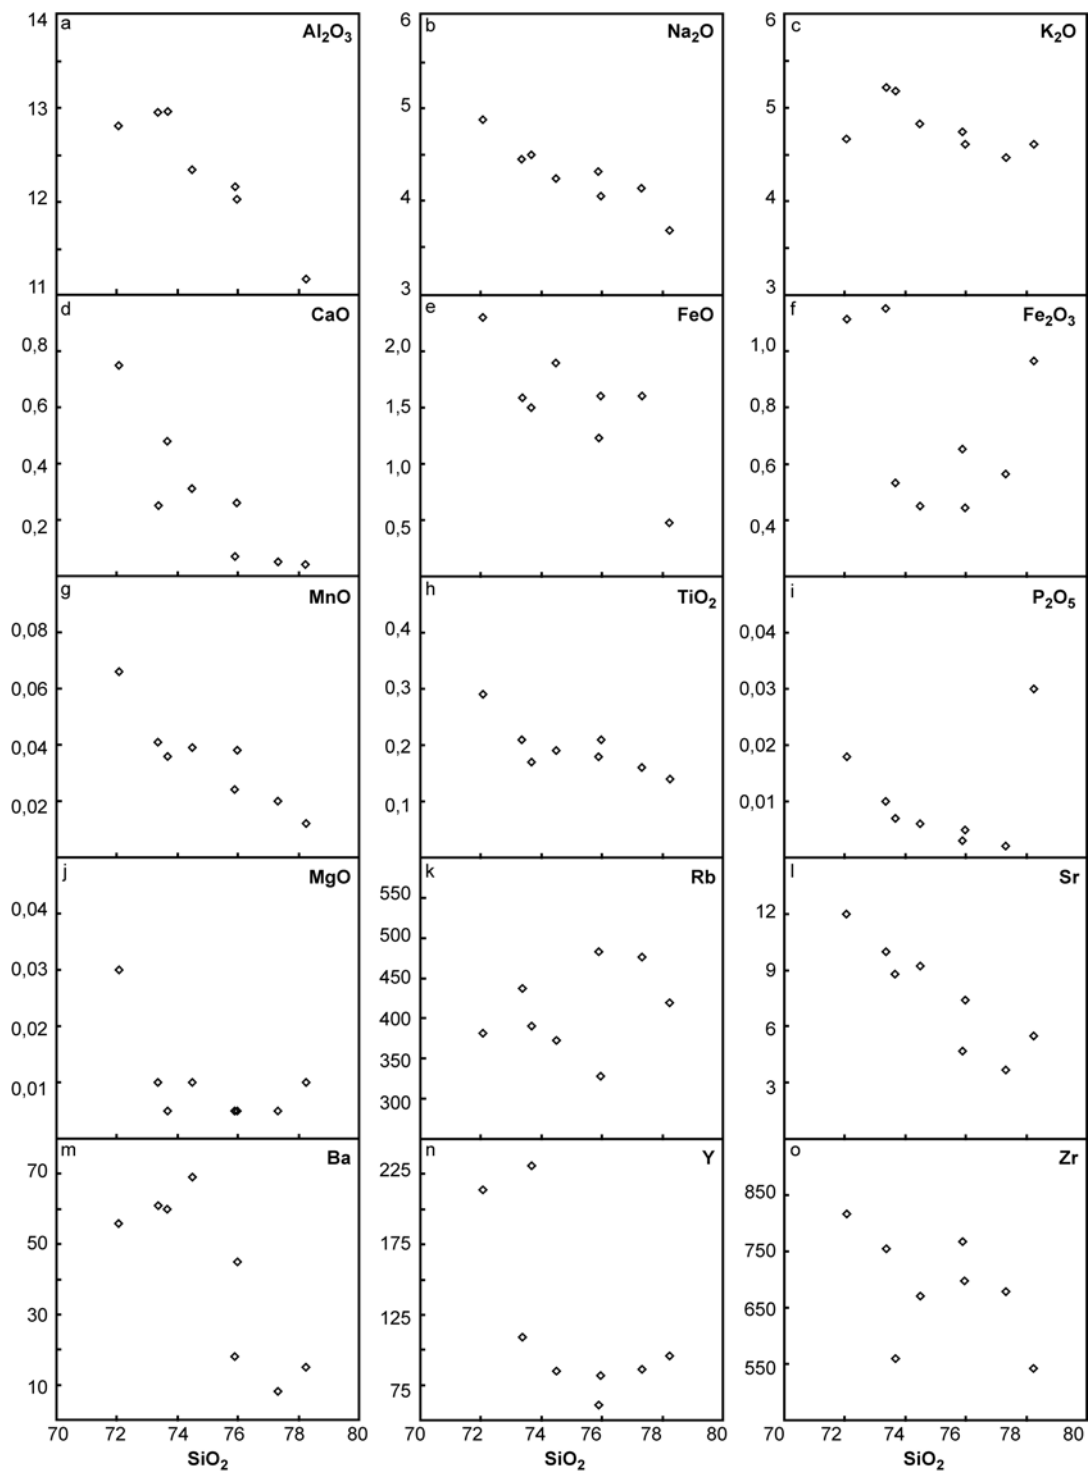 a Al₂O₃
14
13
12
11
b Na₂O
6
5
4
3
c K₂O
6
5
4
3
d CaO
0,8
0,6
0,4
0,2
e FeO
2,0
1,5
1,0
0,5
f Fe₂O₃
1,0
0,8
0,6
0,4
g MnO
0,08
0,06
0,04
0,02
h TiO₂
0,4
0,3
0,2
0,1
i P₂O₅
0,04
0,03
0,02
0,01
j MgO
0,04
0,03
0,02
0,01
k Rb
550
500
450
400
350
300
l Sr
12
9
6
3
m Ba
70
50
30
10
70 72 74 76 78 80
SiO₂
n Y
225
175
125
75
70 72 74 76 78 80
SiO₂
o Zr
850
750
650
550
70 72 74 76 78 80
SiO₂